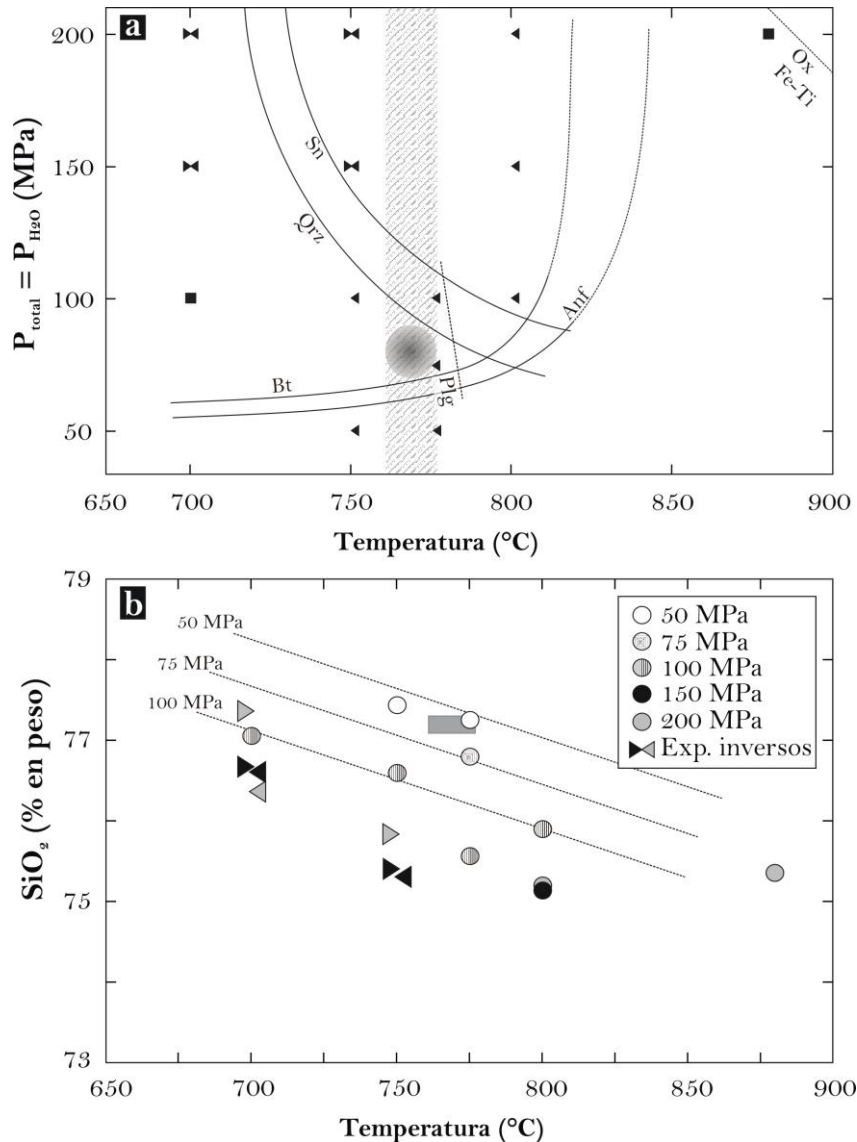 a
200
150
100
50
P_total = P_H2O (MPa)
Sn
Qrz
Bt
Plg
Anf
Ox
Fe-Ti
650
700
750
800
850
900
Temperatura (°C)
b
79
77
75
73
SiO₂ (% en peso)
50 MPa
75 MPa
100 MPa
50 MPa
75 MPa
100 MPa
150 MPa
200 MPa
Exp. inversos
650
700
750
800
850
900
Temperatura (°C)